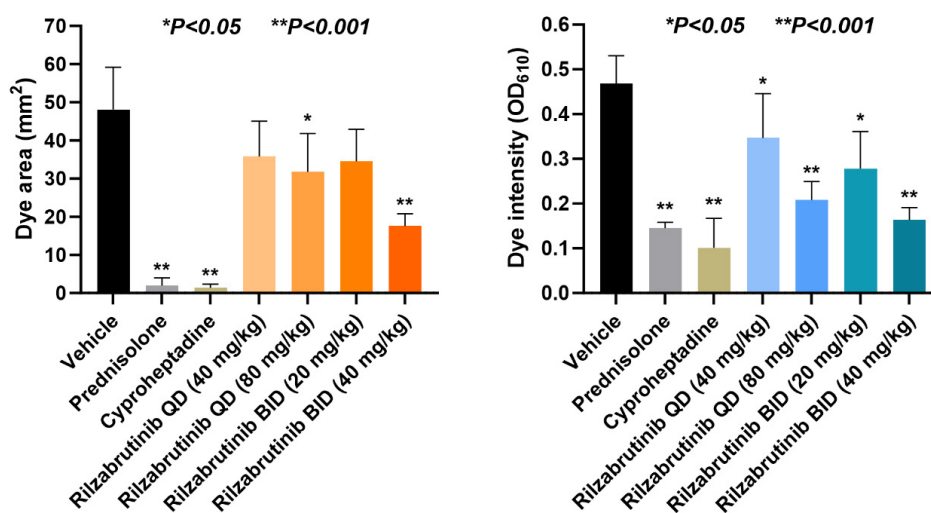 *P<0.05 **P<0.001
Dye area (mm²)
70
60
50
40
30
20
10
0
**
**
*
**
Vehicle
Prednisolone
Cyproheptadine
Rilzabrutinib QD (40 mg/kg)
Rilzabrutinib QD (80 mg/kg)
Rilzabrutinib BID (20 mg/kg)
Rilzabrutinib BID (40 mg/kg)
*P<0.05 **P<0.001
Dye intensity (OD₆₁₀)
0.6
0.5
0.4
0.3
0.2
0.1
0.0
**
**
*
**
*
**
Vehicle
Prednisolone
Cyproheptadine
Rilzabrutinib QD (40 mg/kg)
Rilzabrutinib QD (80 mg/kg)
Rilzabrutinib BID (20 mg/kg)
Rilzabrutinib BID (40 mg/kg)